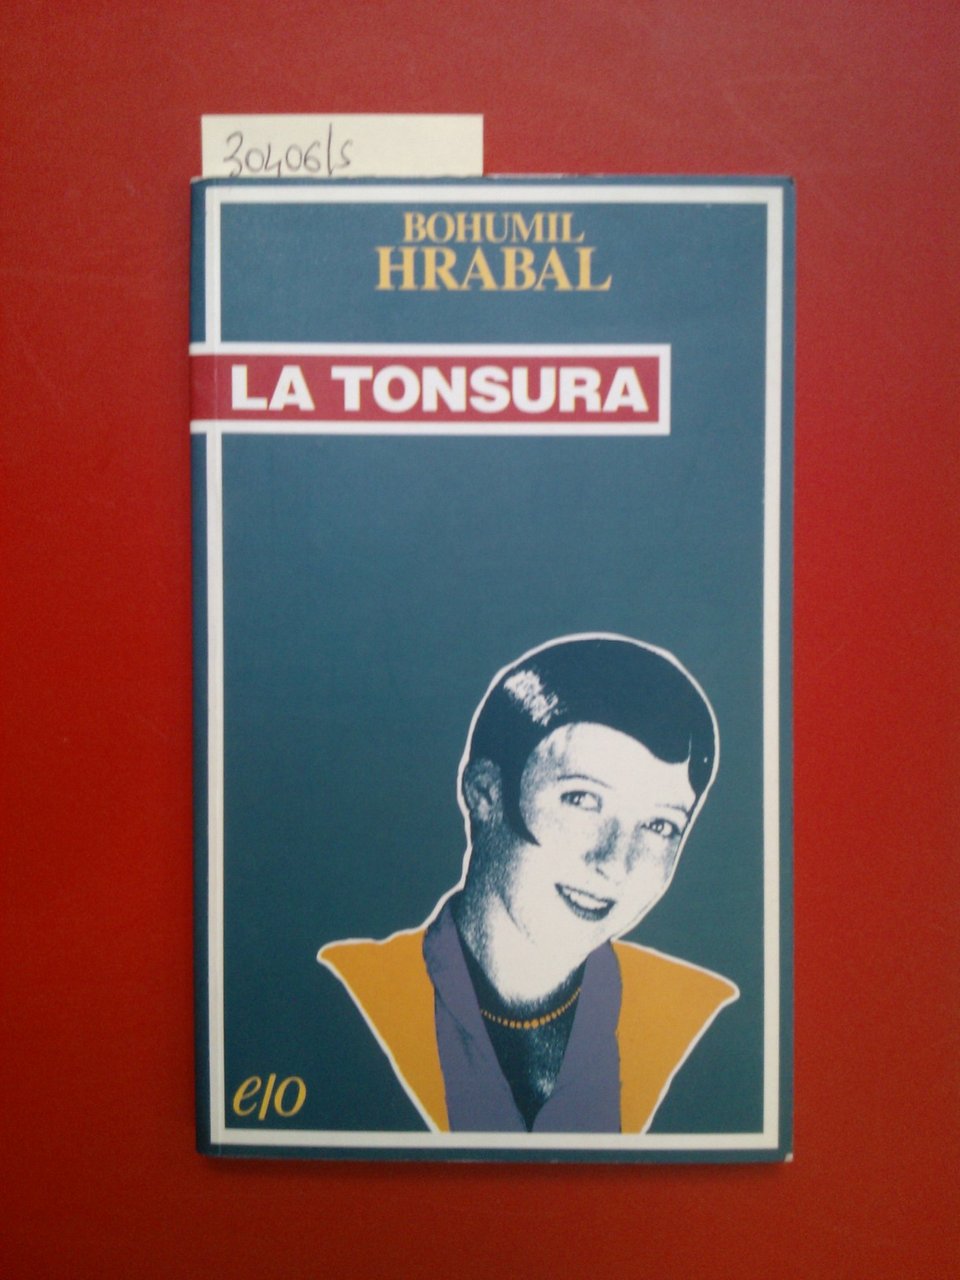 30406/s
BOHUMIL
HRABAL
LA TONSURA
e/o